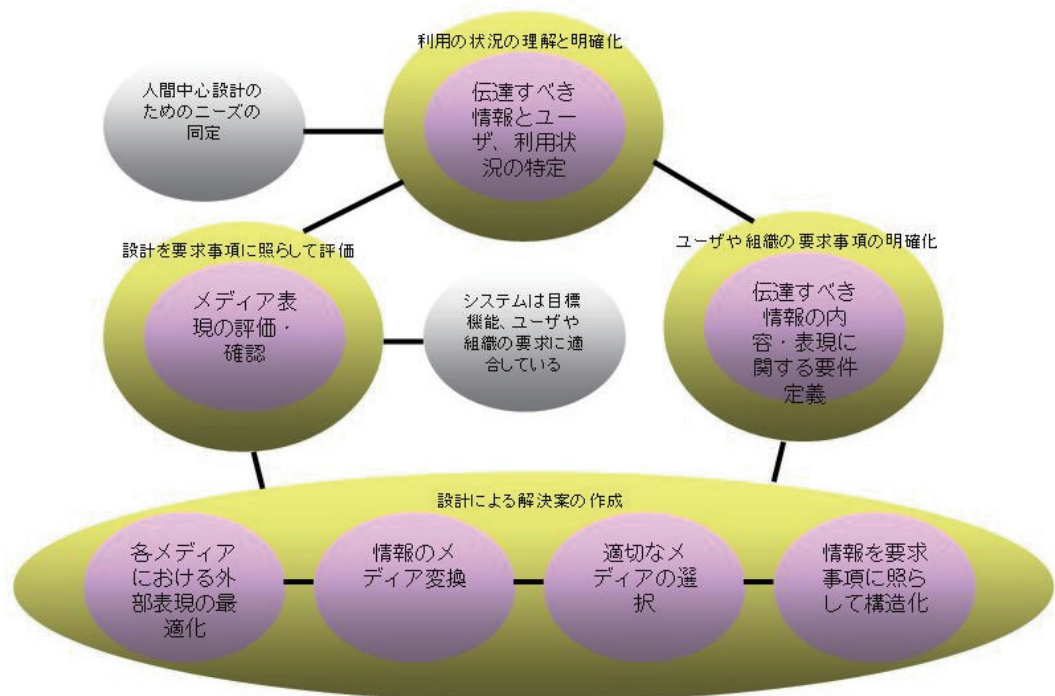 利用の状況の理解と明確化
伝達すべき
情報とユー
ザ、利用状
況の特定
人間中心設計の
ためのニーズの
同定
設計を要求事項に照らして評価
メディア表
現の評価・
確認
システムは目標
機能、ユーザや
組織の要求に適
合している
ユーザや組織の要求事項の明確化
伝達すべき
情報の内
容・表現に
関する要件
定義
設計による解決案の作成
各メディア
における外
部表現の最
適化
情報のメ
ディア変換
適切なメ
ディアの選
択
情報を要求
事項に照ら
して構造化